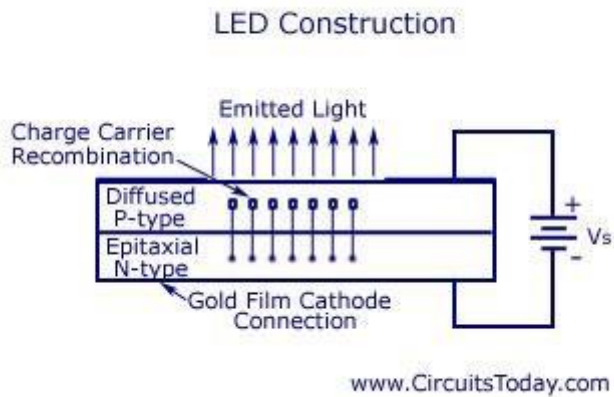 LED Construction
Emitted Light
Charge Carrier
Recombination
Diffused
P-type
Epitaxial
N-type
+
Vs
-
Gold Film Cathode
Connection
www.CircuitsToday.com